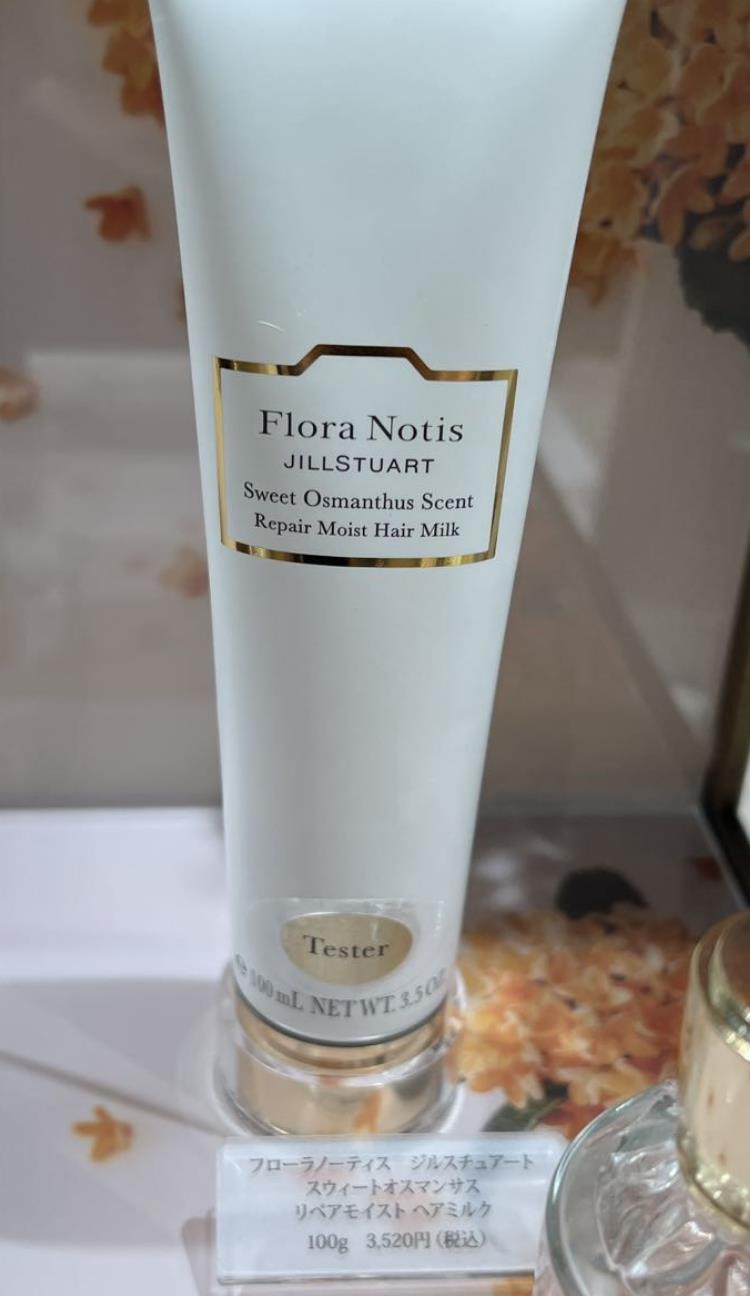 Flora Notis
JILLSTUART
Sweet Osmanthus Scent
Repair Moist Hair Milk
Tester
℮ 100 mL NET WT. 3.5 OZ.
フローラノーティス ジルスチュアート
スウィートオスマンサス
リペアモイスト ヘアミルク
100g 3,520円(税込)